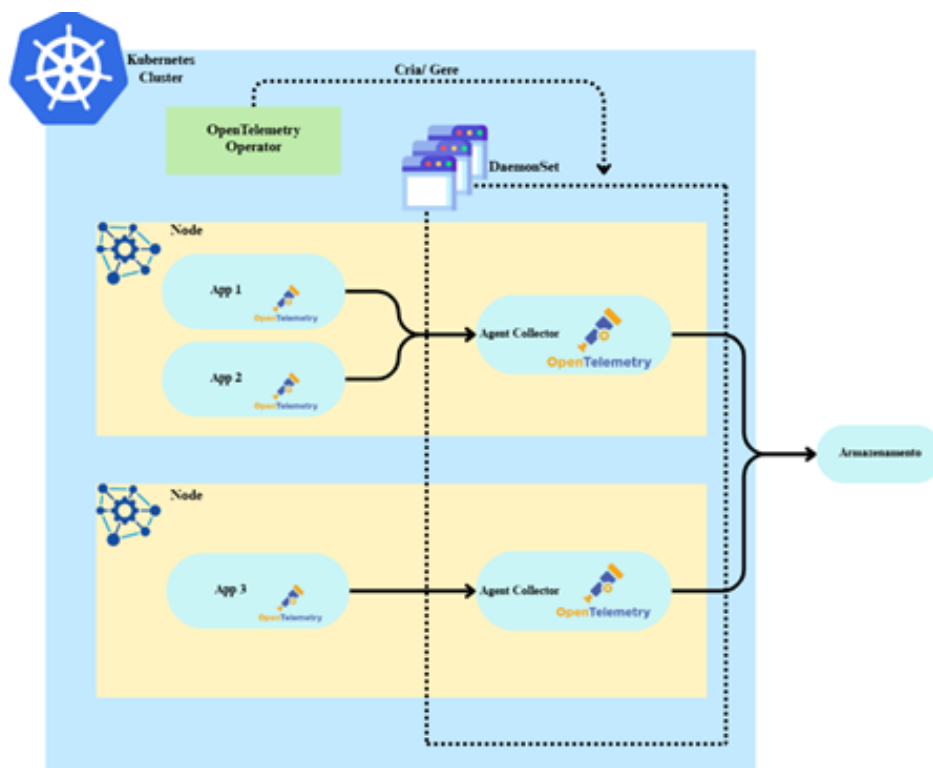 Kubernetes
Cluster
Cria/ Gere
OpenTelemetry
Operator
DaemonSet
Node
App 1
OpenTelemetry
App 2
OpenTelemetry
Agent Collector
OpenTelemetry
Armazenamento
Node
App 3
OpenTelemetry
Agent Collector
OpenTelemetry